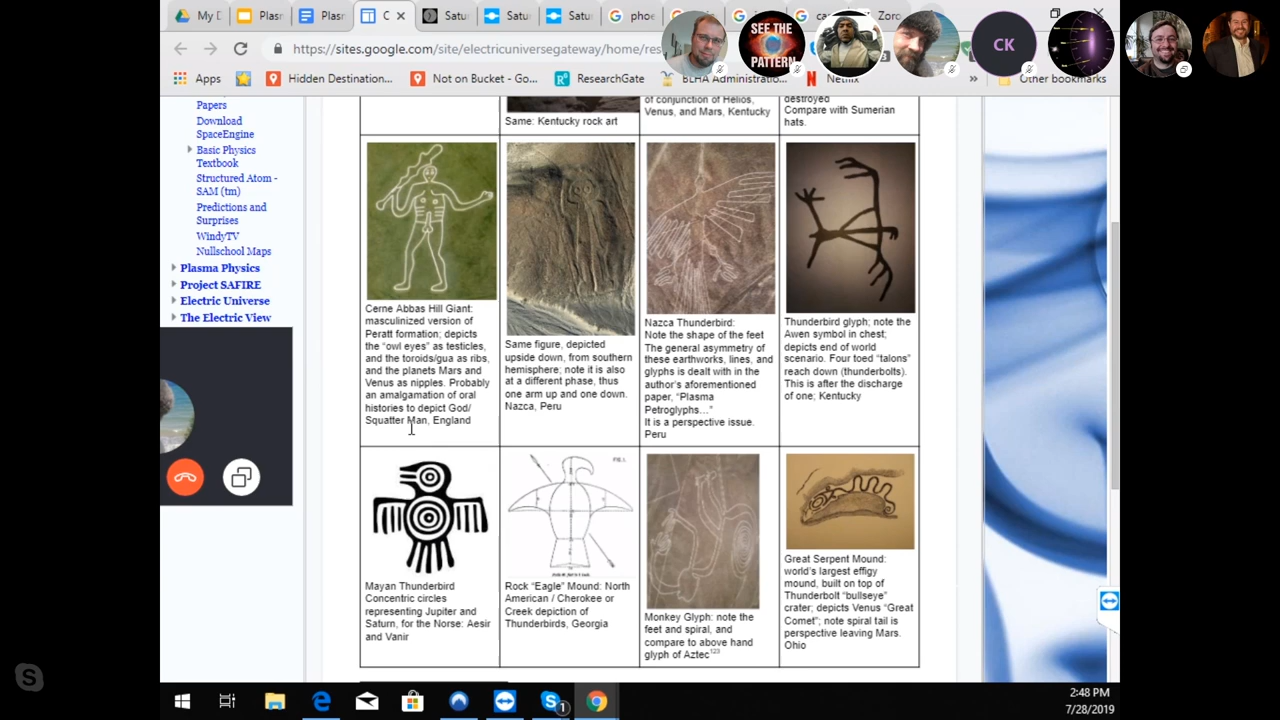 My D
Plasm
Plasm
C
Satu
Satu
Satu
phoe
ca
Zoro
https://sites.google.com/site/electricuniversegateway/home/res
SEE THE
PATTERN
CK
Apps
Hidden Destination...
Not on Bucket - Go...
ResearchGate
BLHA Administratio...
Netflix
»
Other bookmarks
Papers
Download
SpaceEngine
Basic Physics
Textbook
Structured Atom -
SAM (tm)
Predictions and
Surprises
WindyTV
Nullschool Maps
Plasma Physics
Project SAFIRE
Electric Universe
The Electric View
Same: Kentucky rock art
of conjunction of Helios,
Venus, and Mars, Kentucky
destroyed
Compare with Sumerian
hats.
Cerne Abbas Hill Giant:
masculinized version of
Peratt formation; depicts
the "owl eyes" as testicles,
and the toroids/gua as ribs,
and the planets Mars and
Venus as nipples. Probably
an amalgamation of oral
histories to depict God/
Squatter Man, England
Same figure, depicted
upside down, from southern
hemisphere; note it is also
at a different phase, thus
one arm up and one down.
Nazca, Peru
Nazca Thunderbird:
Note the shape of the feet
The general asymmetry of
these earthworks, lines, and
glyphs is dealt with in the
author's aforementioned
paper, "Plasma
Petroglyphs..."
It is a perspective issue.
Peru
Thunderbird glyph; note the
Awen symbol in chest;
depicts end of world
scenario. Four toed "talons"
reach down (thunderbolts).
This is after the discharge
of one; Kentucky
Mayan Thunderbird
Concentric circles
representing Jupiter and
Saturn, for the Norse: Aesir
and Vanir
Rock "Eagle" Mound: North
American / Cherokee or
Creek depiction of
Thunderbirds, Georgia
Monkey Glyph: note the
feet and spiral, and
compare to above hand
glyph of Aztec123
Great Serpent Mound:
world's largest effigy
mound, built on top of
Thunderbolt "bullseye"
crater; depicts Venus "Great
Comet"; note spiral tail is
perspective leaving Mars.
Ohio
1
2:48 PM
7/28/2019